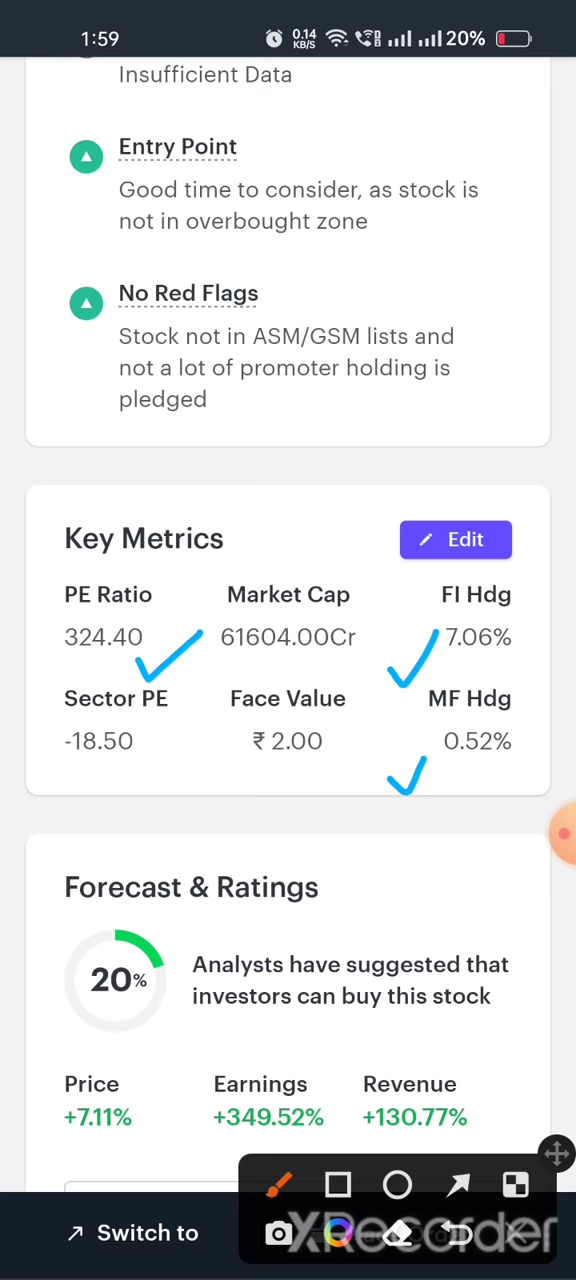 1:59
0.14
KB/S
20%
Insufficient Data
Entry Point
Good time to consider, as stock is
not in overbought zone
No Red Flags
Stock not in ASM/GSM lists and
not a lot of promoter holding is
pledged
Key Metrics
Edit
PE Ratio Market Cap FI Hdg
324.40 61604.00Cr 7.06%
Sector PE Face Value MF Hdg
-18.50 ₹ 2.00 0.52%
Forecast & Ratings
20%
Analysts have suggested that
investors can buy this stock
Price Earnings Revenue
+7.11% +349.52% +130.77%
Switch to
XRecorder